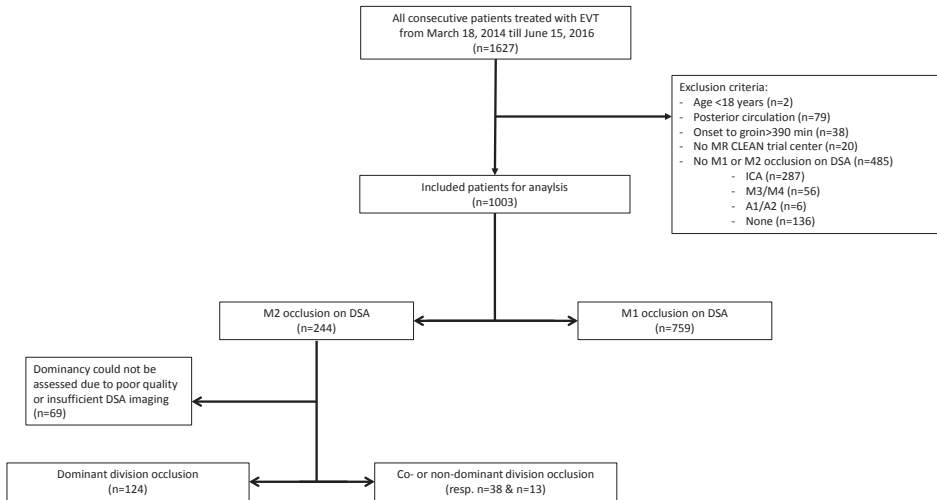 All consecutive patients treated with EVT
from March 18, 2014 till June 15, 2016
(n=1627)
Exclusion criteria:
- Age <18 years (n=2)
- Posterior circulation (n=79)
- Onset to groin>390 min (n=38)
- No MR CLEAN trial center (n=20)
- No M1 or M2 occlusion on DSA (n=485)
- ICA (n=287)
- M3/M4 (n=56)
- A1/A2 (n=6)
- None (n=136)
Included patients for anaylsis
(n=1003)
M2 occlusion on DSA
(n=244)
M1 occlusion on DSA
(n=759)
Dominancy could not be
assessed due to poor quality
or insufficient DSA imaging
(n=69)
Dominant division occlusion
(n=124)
Co- or non-dominant division occlusion
(resp. n=38 & n=13)